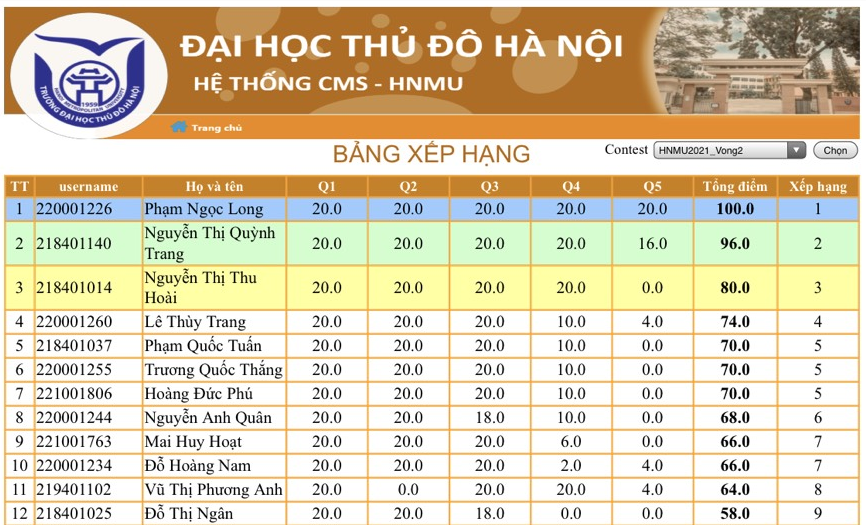 ĐẠI HỌC THỦ ĐÔ HÀ NỘI
HỆ THỐNG CMS - HNMU
TRƯỜNG ĐẠI HỌC THỦ ĐÔ HÀ NỘI
HANOI METROPOLITAN UNIVERSITY
1959
Trang chủ
BẢNG XẾP HẠNG
Contest HNMU2021_Vong2 Chọn
TT username Họ và tên Q1 Q2 Q3 Q4 Q5 Tổng điểm Xếp hạng
1 220001226 Phạm Ngọc Long 20.0 20.0 20.0 20.0 20.0 100.0 1
2 218401140 Nguyễn Thị Quỳnh Trang 20.0 20.0 20.0 20.0 16.0 96.0 2
3 218401014 Nguyễn Thị Thu Hoài 20.0 20.0 20.0 20.0 0.0 80.0 3
4 220001260 Lê Thùy Trang 20.0 20.0 20.0 10.0 4.0 74.0 4
5 218401037 Phạm Quốc Tuấn 20.0 20.0 20.0 10.0 0.0 70.0 5
6 220001255 Trương Quốc Thắng 20.0 20.0 20.0 10.0 0.0 70.0 5
7 221001806 Hoàng Đức Phú 20.0 20.0 20.0 10.0 0.0 70.0 5
8 220001244 Nguyễn Anh Quân 20.0 20.0 18.0 10.0 0.0 68.0 6
9 221001763 Mai Huy Hoạt 20.0 20.0 20.0 6.0 0.0 66.0 7
10 220001234 Đỗ Hoàng Nam 20.0 20.0 20.0 2.0 4.0 66.0 7
11 219401102 Vũ Thị Phương Anh 20.0 0.0 20.0 20.0 4.0 64.0 8
12 218401025 Đỗ Thị Ngân 20.0 20.0 18.0 0.0 0.0 58.0 9